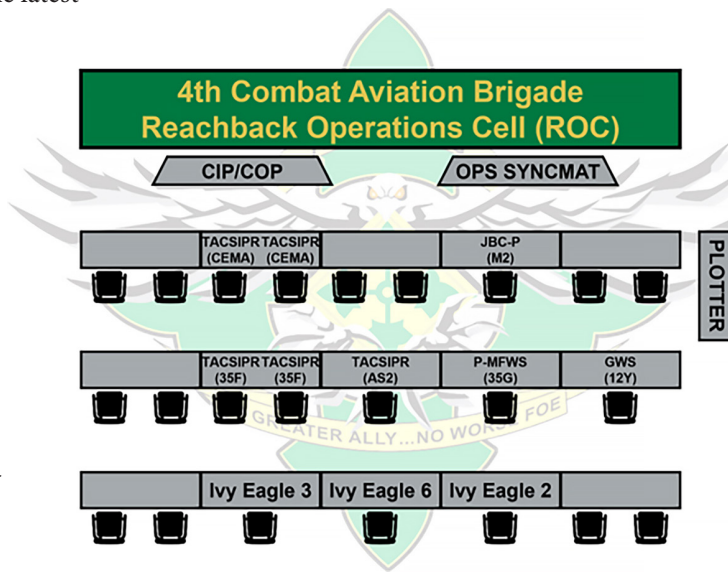 latest
4th Combat Aviation Brigade
Reachback Operations Cell (ROC)
CIP/COP
OPS SYNCMAT
TACSIPR TACSIPR
(CEMA) (CEMA)
JBC-P
(M2)
PLOTTER
TACSIPR TACSIPR
(35F) (35F)
TACSIPR
(AS2)
P-MFWS
(35G)
GWS
(12Y)
GREATER ALLY...NO FOE
Ivy Eagle 3
Ivy Eagle 6
Ivy Eagle 2